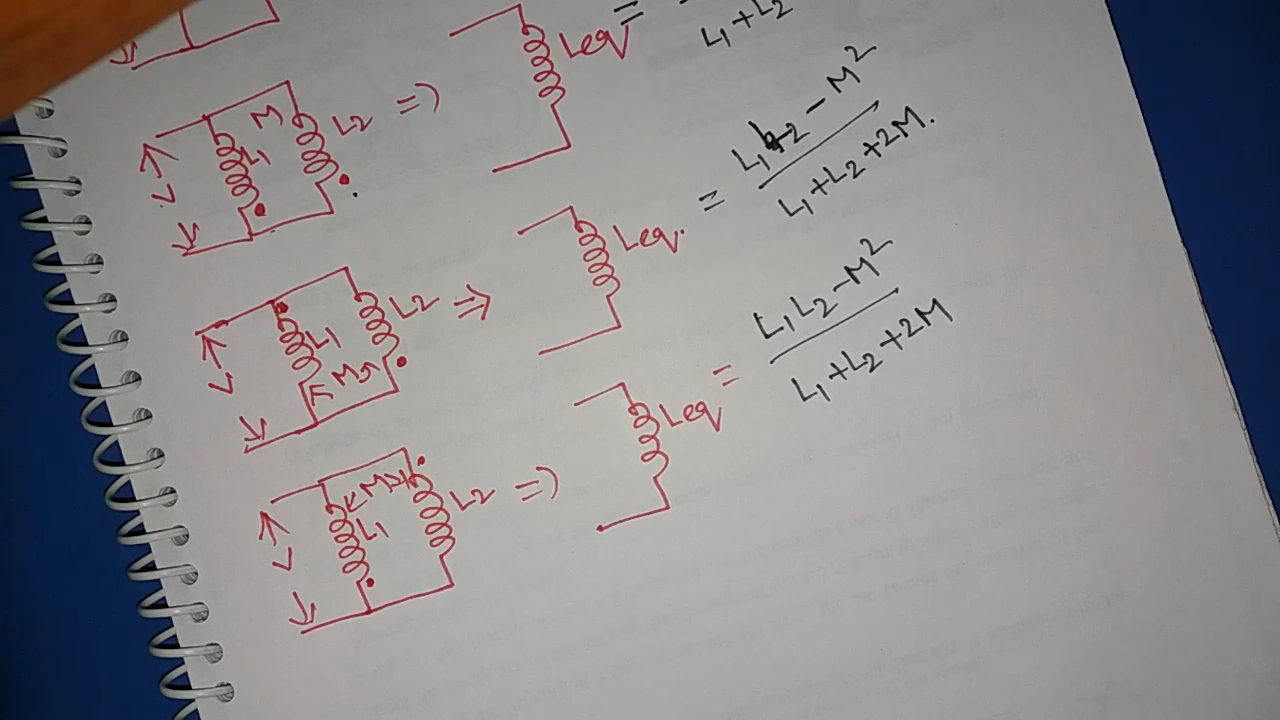 L1+L2
M L1 L2 => Leq =
V
L1L2 - M²
L1+L2+2M.
L1 M L2 => Leq. =
V
L1L2 - M²
L1+L2+2M
M L1 L2 => Leq =
V